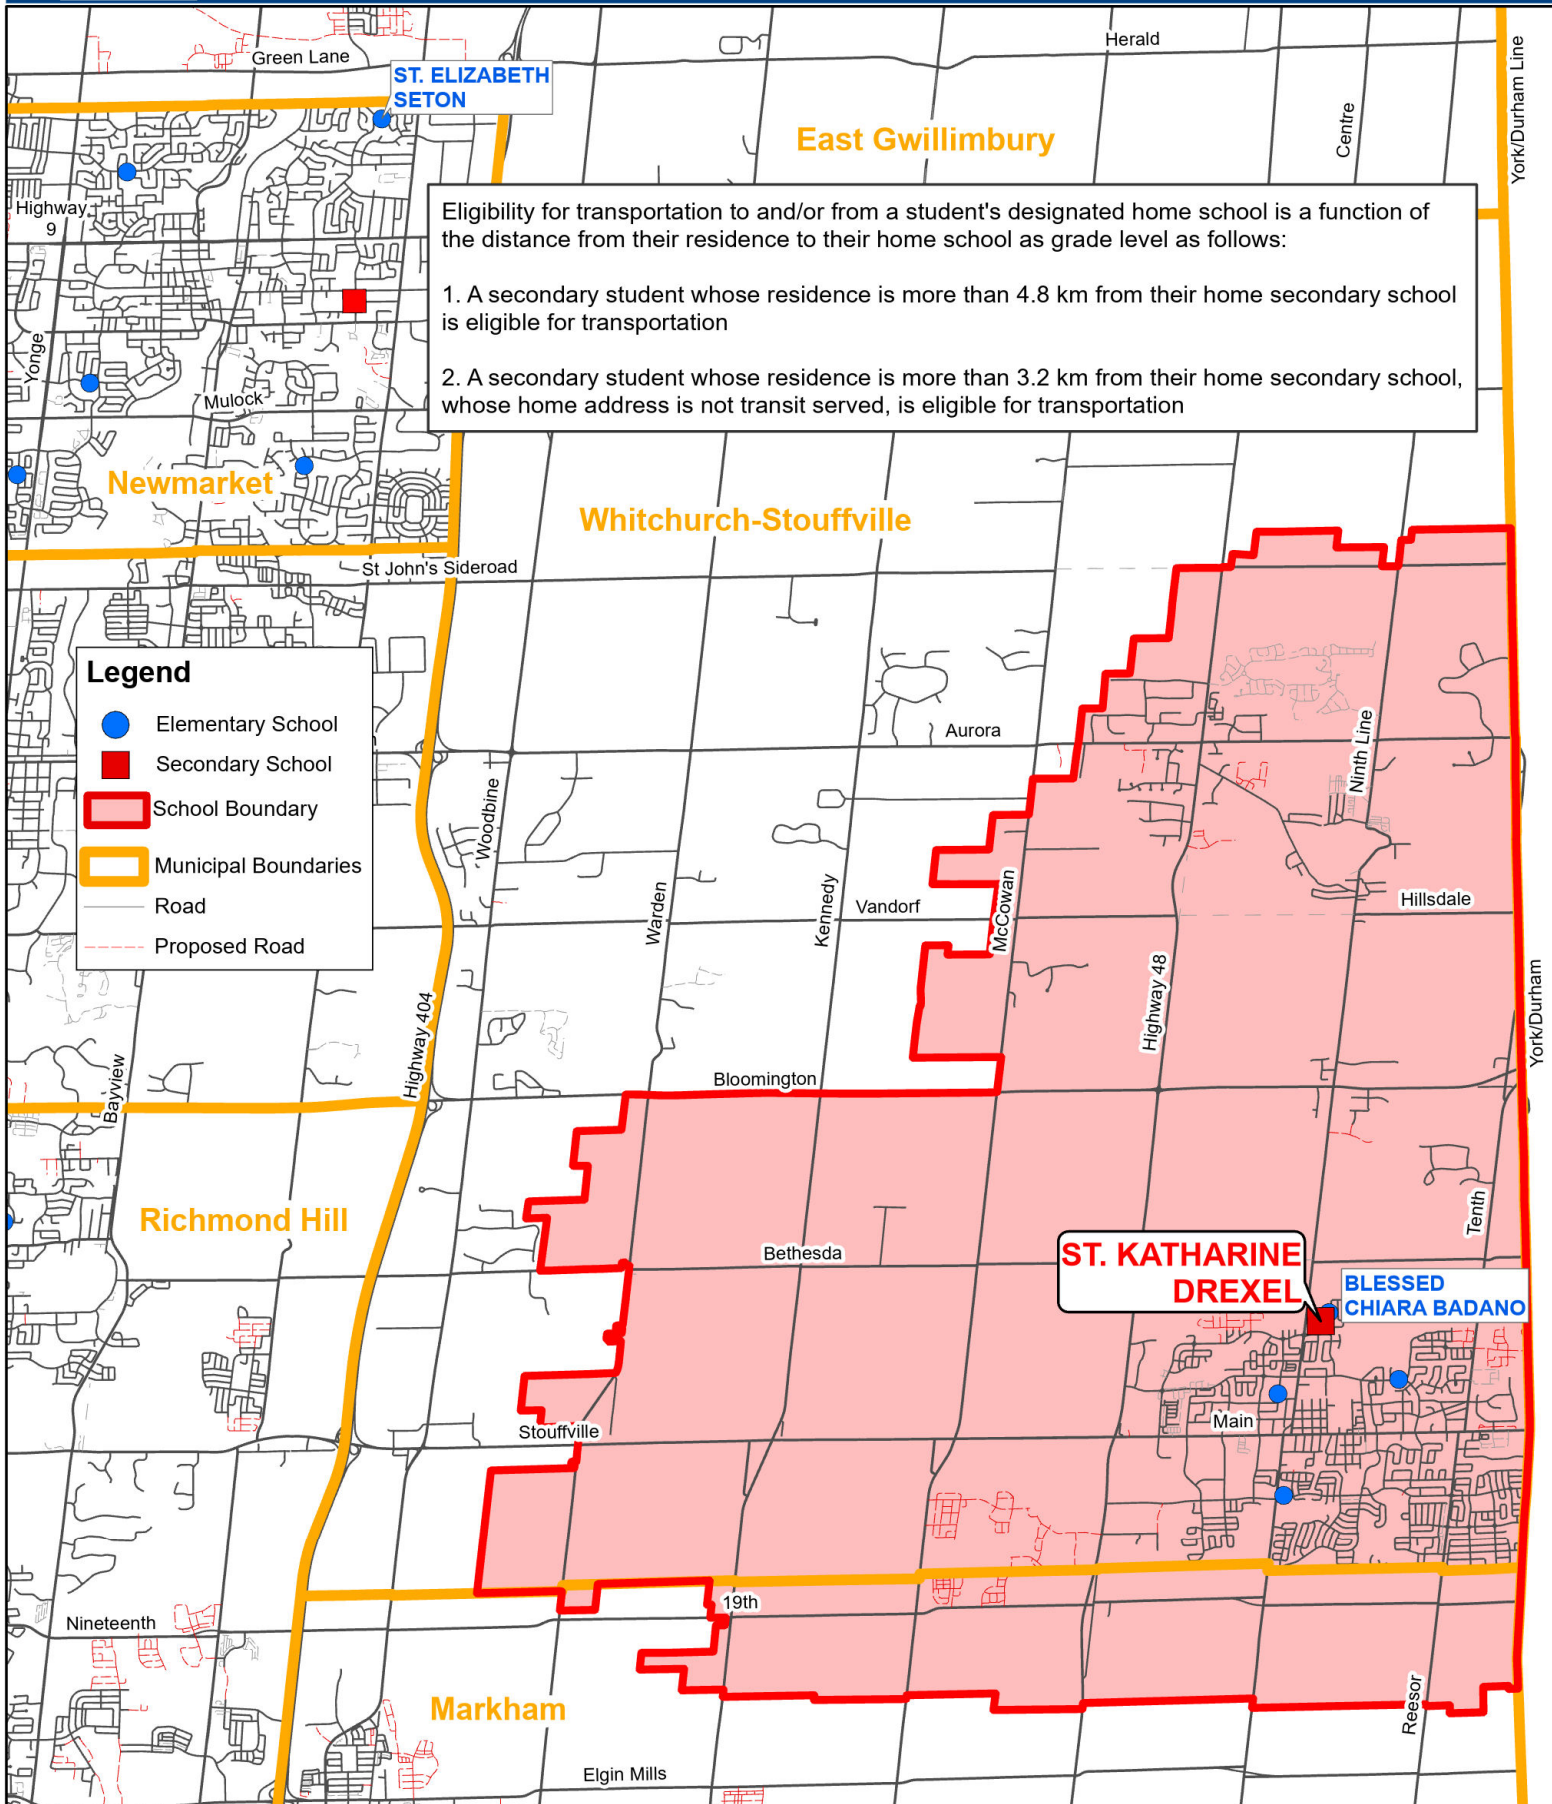 Herald
Green Lane
York/Durham Line
ST. ELIZABETH
SETON
Centre
East Gwillimbury
Highway
9
Eligibility for transportation to and/or from a student's designated home school is a function of
the distance from their residence to their home school as grade level as follows:
1. A secondary student whose residence is more than 4.8 km from their home secondary school
is eligible for transportation
2. A secondary student whose residence is more than 3.2 km from their home secondary school,
whose home address is not transit served, is eligible for transportation
Yonge
Mulock
Newmarket
Whitchurch-Stouffville
St John's Sideroad
Legend
Elementary School
Secondary School
School Boundary
Municipal Boundaries
Road
Proposed Road
Aurora
Ninth Line
Woodbine
Warden
Kennedy
Vandorf
McCowan
Hillsdale
Highway 48
York/Durham
Highway 404
Bayview
Bloomington
Richmond Hill
Tenth
Bethesda
ST. KATHARINE
DREXEL
BLESSED
CHIARA BADANO
Main
Stouffville
19th
Nineteenth
Markham
Reesor
Elgin Mills